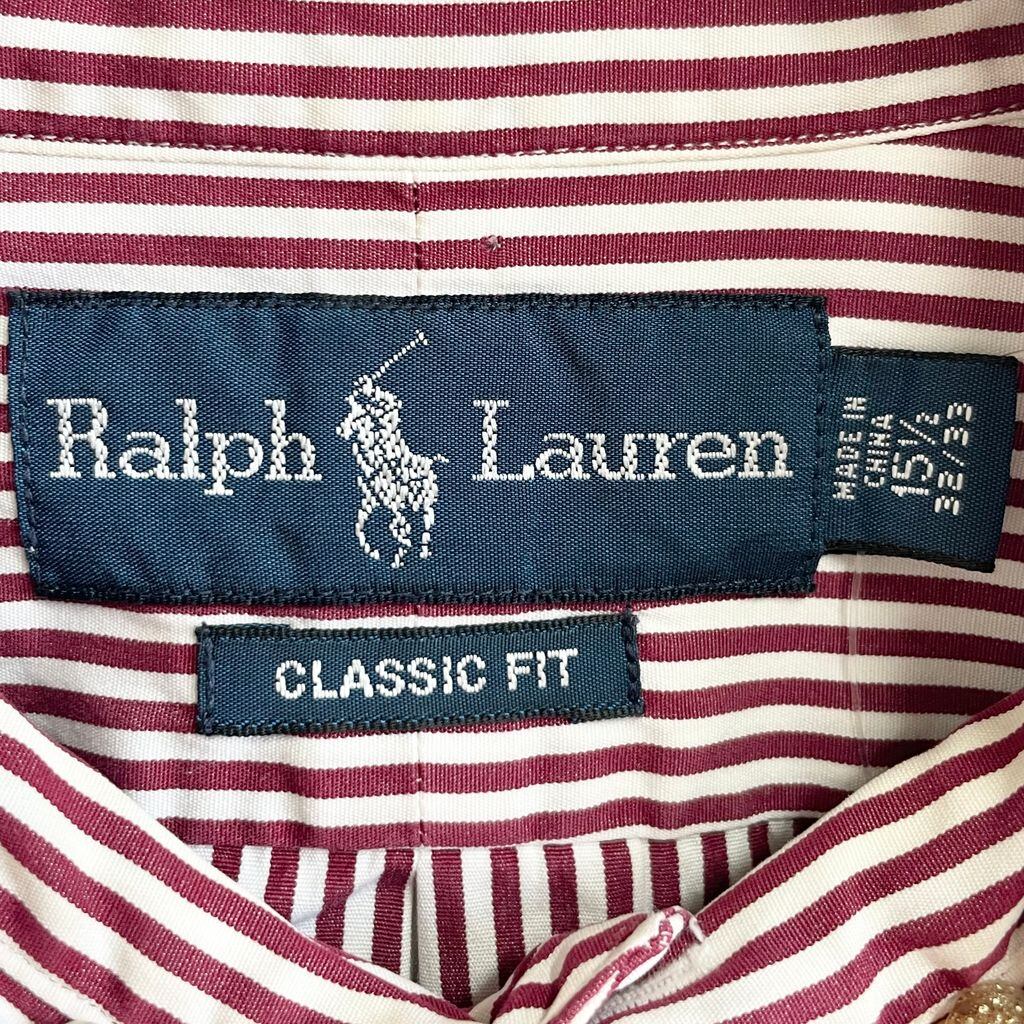 Ralph Lauren
MADE IN
CHINA
15½
32/33
CLASSIC FIT